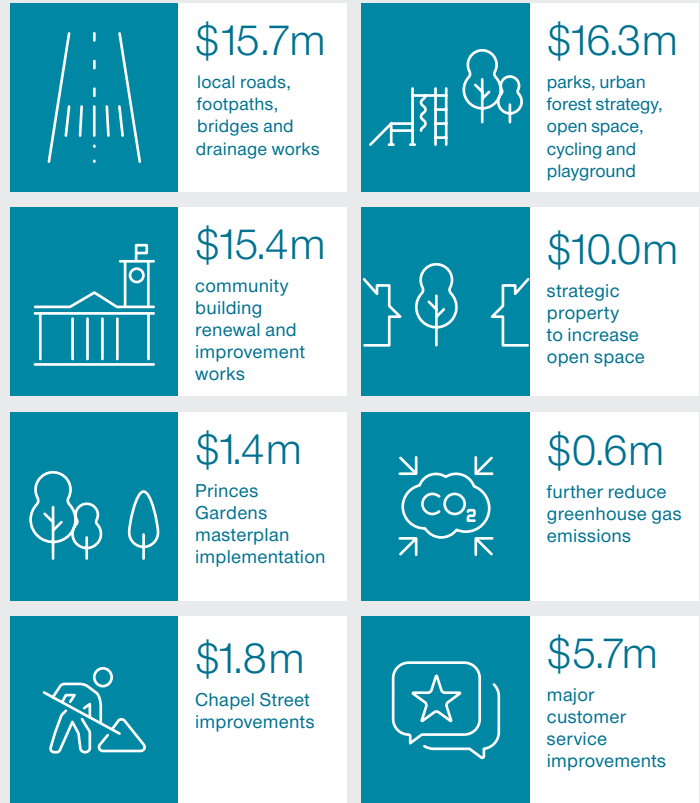 $15.7m
local roads,
footpaths,
bridges and
drainage works
$16.3m
parks, urban
forest strategy,
open space,
cycling and
playground
$15.4m
community
building
renewal and
improvement
works
$10.0m
strategic
property
to increase
open space
$1.4m
Princes
Gardens
masterplan
implementation
CO2
$0.6m
further reduce
greenhouse gas
emissions
$1.8m
Chapel Street
improvements
$5.7m
major
customer
service
improvements